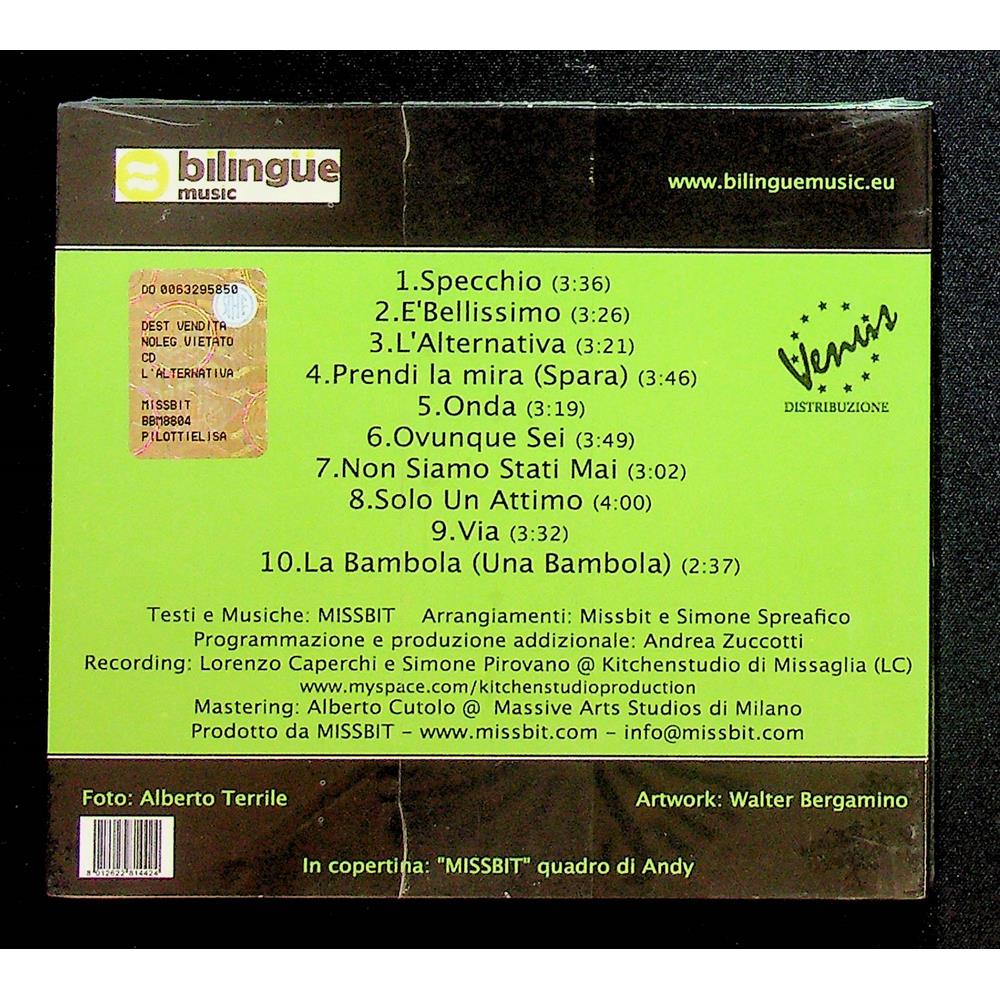 bilingüe
music
www.bilinguemusic.eu
DO 0063295850
DEST VENDITA
NOLEG VIETATO
CD
L'ALTERNATIVA
MISSBIT
BBM8804
PILOTTIELISA
1.Specchio (3:36)
2.E'Bellissimo (3:26)
3.L'Alternativa (3:21)
4.Prendi la mira (Spara) (3:46)
5.Onda (3:19)
6.Ovunque Sei (3:49)
7.Non Siamo Stati Mai (3:02)
8.Solo Un Attimo (4:00)
9.Via (3:32)
10.La Bambola (Una Bambola) (2:37)
Venus
DISTRIBUZIONE
Testi e Musiche: MISSBIT Arrangiamenti: Missbit e Simone Spreafico
Programmazione e produzione addizionale: Andrea Zuccotti
Recording: Lorenzo Caperchi e Simone Pirovano @ Kitchenstudio di Missaglia (LC)
www.myspace.com/kitchenstudioproduction
Mastering: Alberto Cutolo @ Massive Arts Studios di Milano
Prodotto da MISSBIT – www.missbit.com – info@missbit.com
Foto: Alberto Terrile
Artwork: Walter Bergamino
8 012622 814424
In copertina: "MISSBIT" quadro di Andy